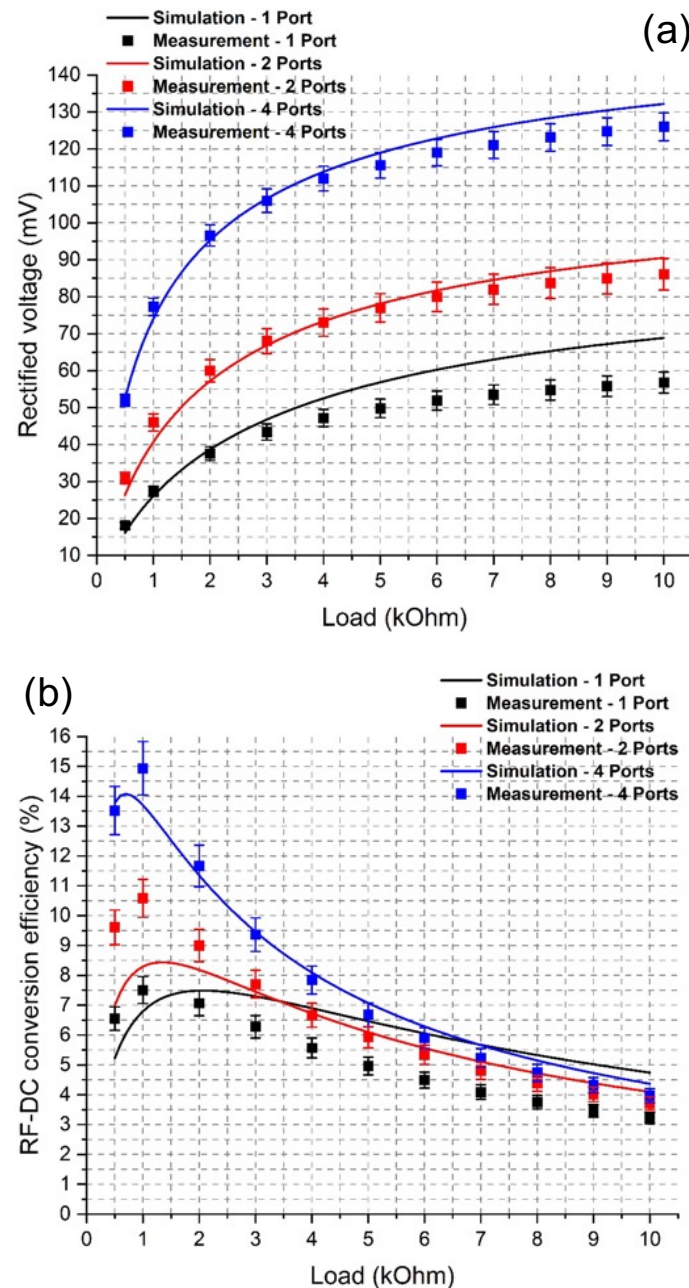 Simulation - 1 Port
(a)
Measurement - 1 Port
Simulation - 2 Ports
Measurement - 2 Ports
Simulation - 4 Ports
Measurement - 4 Ports
140
130
120
110
100
90
80
70
60
50
40
30
20
10
Rectified voltage (mV)
0 1 2 3 4 5 6 7 8 9 10
Load (kOhm)
(b)
Simulation - 1 Port
Measurement - 1 Port
Simulation - 2 Ports
Measurement - 2 Ports
Simulation - 4 Ports
Measurement - 4 Ports
16
15
14
13
12
11
10
9
8
7
6
5
4
3
2
1
0
RF-DC conversion efficiency (%)
0 1 2 3 4 5 6 7 8 9 10
Load (kOhm)